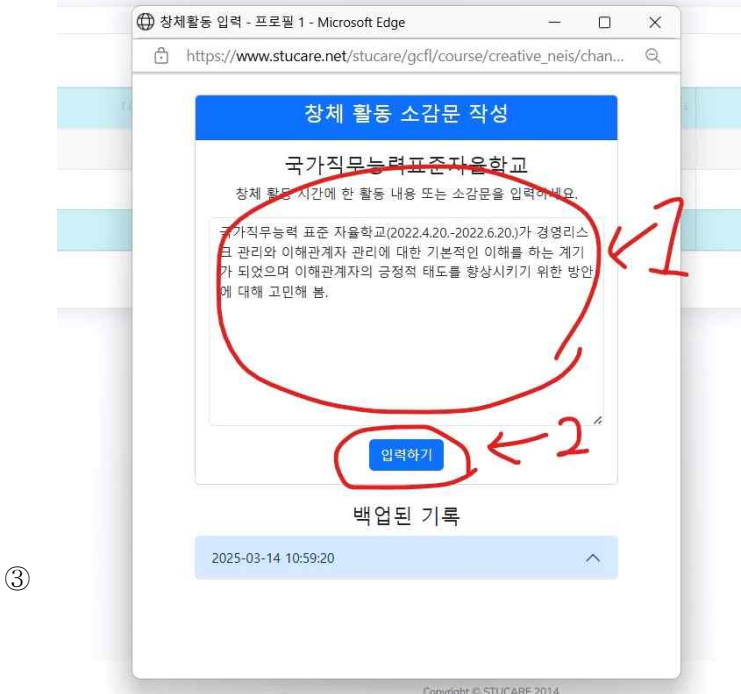 창체활동 입력 - 프로필 1 - Microsoft Edge
https://www.stucare.net/stucare/gcfl/course/creative_neis/chan...
창체 활동 소감문 작성
국가직무능력표준자율학교
창체 활동 시간에 한 활동 내용 또는 소감문을 입력하세요.
국가직무능력 표준 자율학교(2022.4.20.-2022.6.20.)가 경영리스
크 관리와 이해관계자 관리에 대한 기본적인 이해를 하는 계기
가 되었으며 이해관계자의 긍정적 태도를 향상시키기 위한 방안
에 대해 고민해 봄.
1
입력하기
2
백업된 기록
2025-03-14 10:59:20
③
Copyright © STUCARE 2014